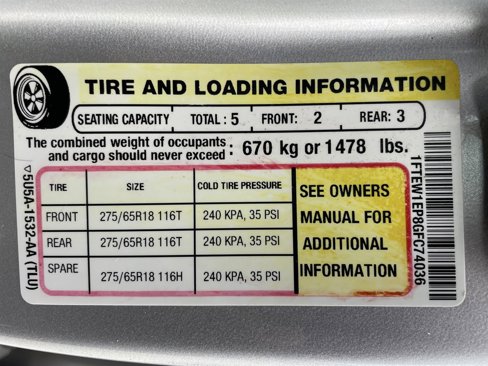 TIRE AND LOADING INFORMATION
SEATING CAPACITY TOTAL : 5 FRONT: 2 REAR: 3
The combined weight of occupants and cargo should never exceed : 670 kg or 1478 lbs.
TIRE SIZE COLD TIRE PRESSURE
FRONT 275/65R18 116T 240 KPA, 35 PSI
REAR 275/65R18 116T 240 KPA, 35 PSI
SPARE 275/65R18 116H 240 KPA, 35 PSI
SEE OWNERS
MANUAL FOR
ADDITIONAL
INFORMATION
▽5U5A-1532-AA (TLU)
1FTEW1EP8GFC74036